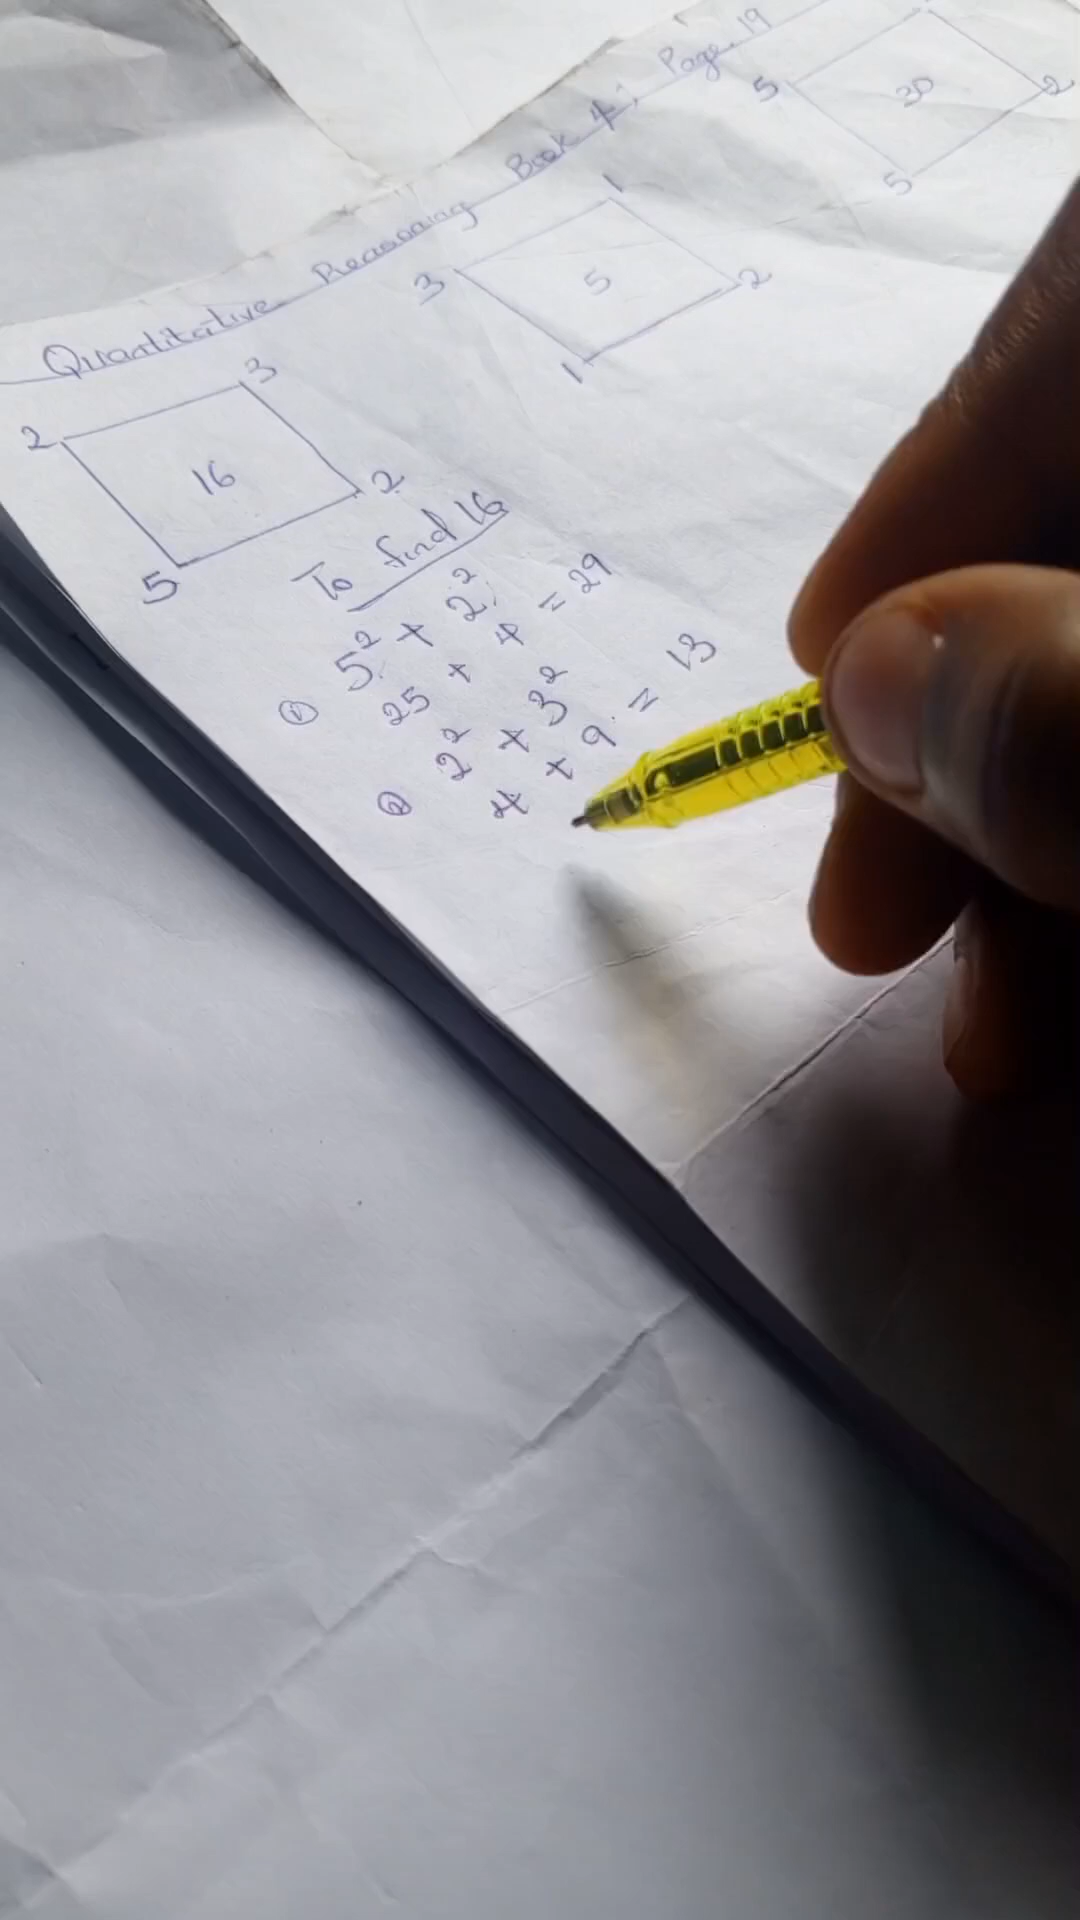 Quantitative Reasoning Book 4; Page. 19
2 3
16
5 2
3 1
5
1 2
5
30
5 2
To find 16
① 5² + 2²
25 + 4 = 29
② 2² + 3²
4 + 9 = 13